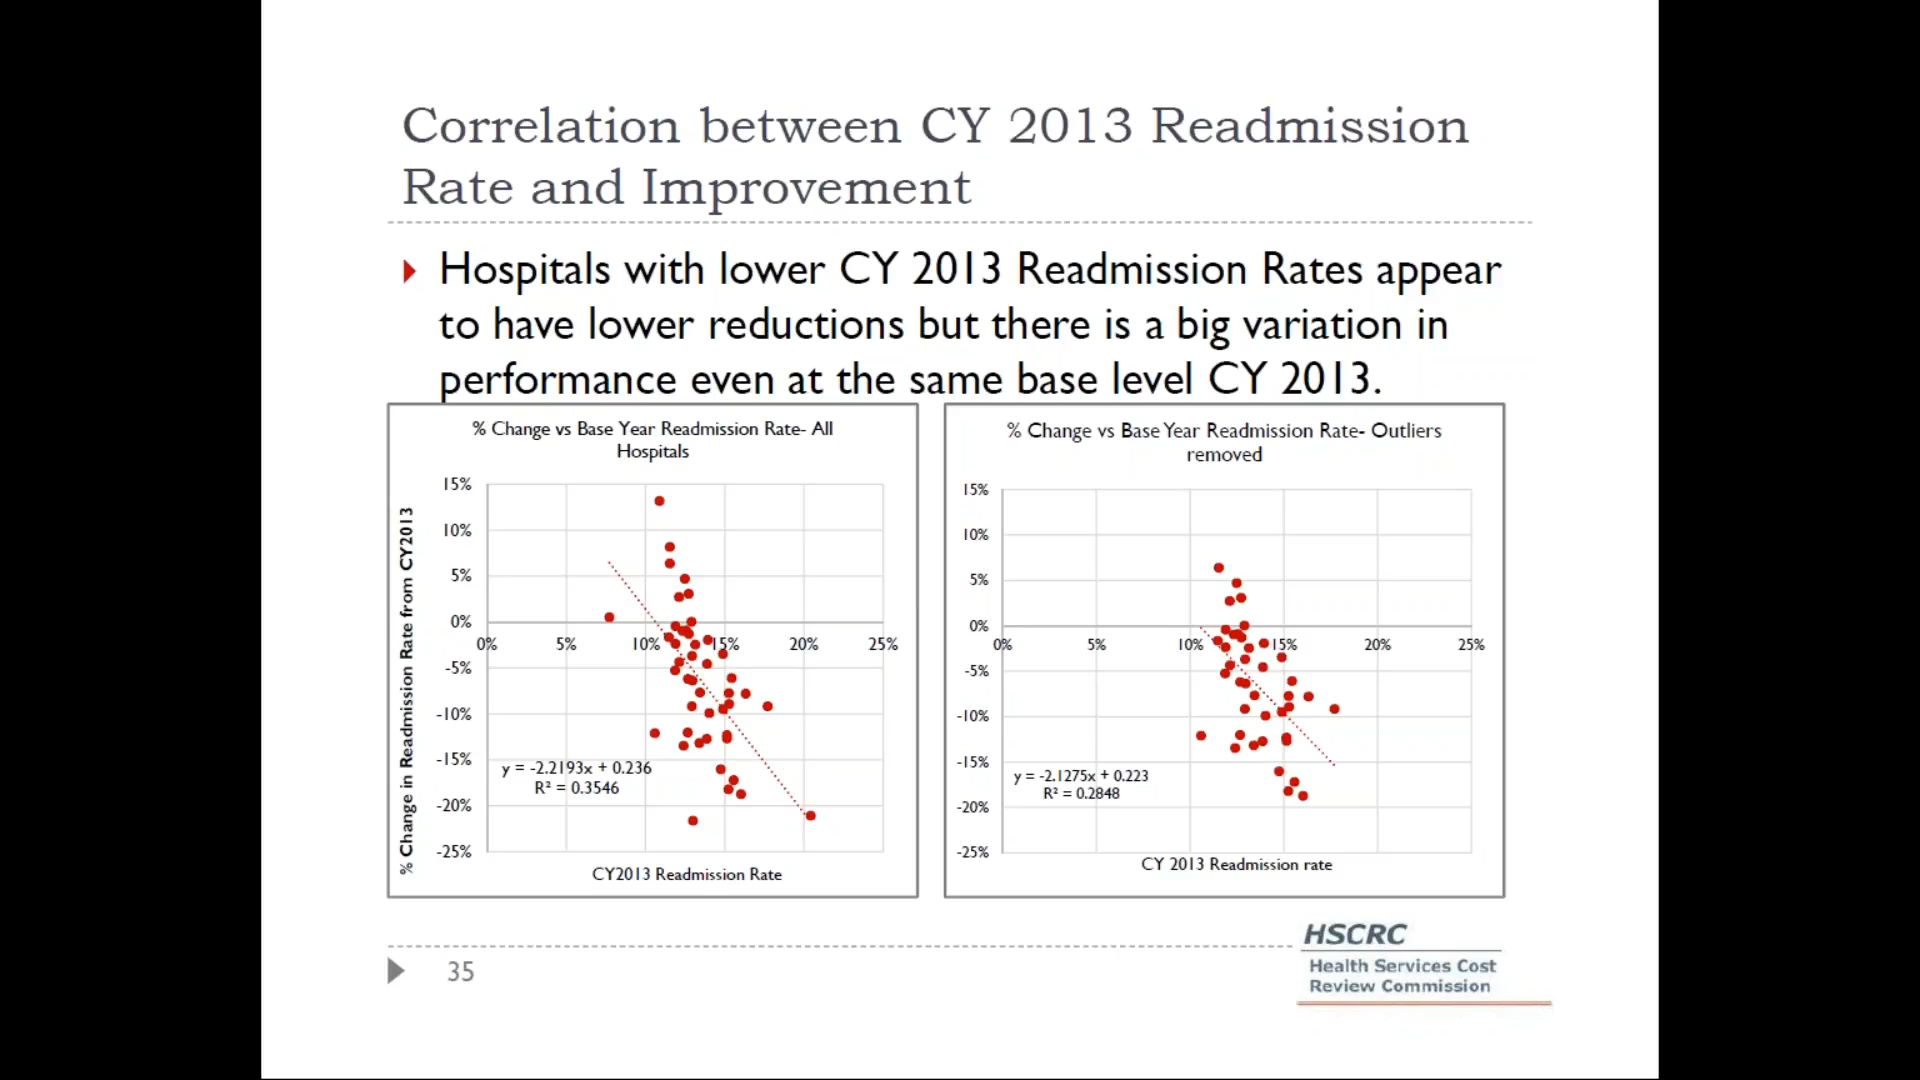 Correlation between CY 2013 Readmission
Rate and Improvement
Hospitals with lower CY 2013 Readmission Rates appear
to have lower reductions but there is a big variation in
performance even at the same base level CY 2013.
% Change vs Base Year Readmission Rate- All
Hospitals
% Change in Readmission Rate from CY2013
15%
10%
5%
0%
0% 5% 10% 15% 20% 25%
-5%
-10%
-15%
y = -2.2193x + 0.236
R² = 0.3546
-20%
-25%
CY2013 Readmission Rate
% Change vs Base Year Readmission Rate- Outliers
removed
15%
10%
5%
0%
0% 5% 10% 15% 20% 25%
-5%
-10%
-15%
y = -2.1275x + 0.223
R² = 0.2848
-20%
-25%
CY 2013 Readmission rate
35
HSCRC
Health Services Cost
Review Commission